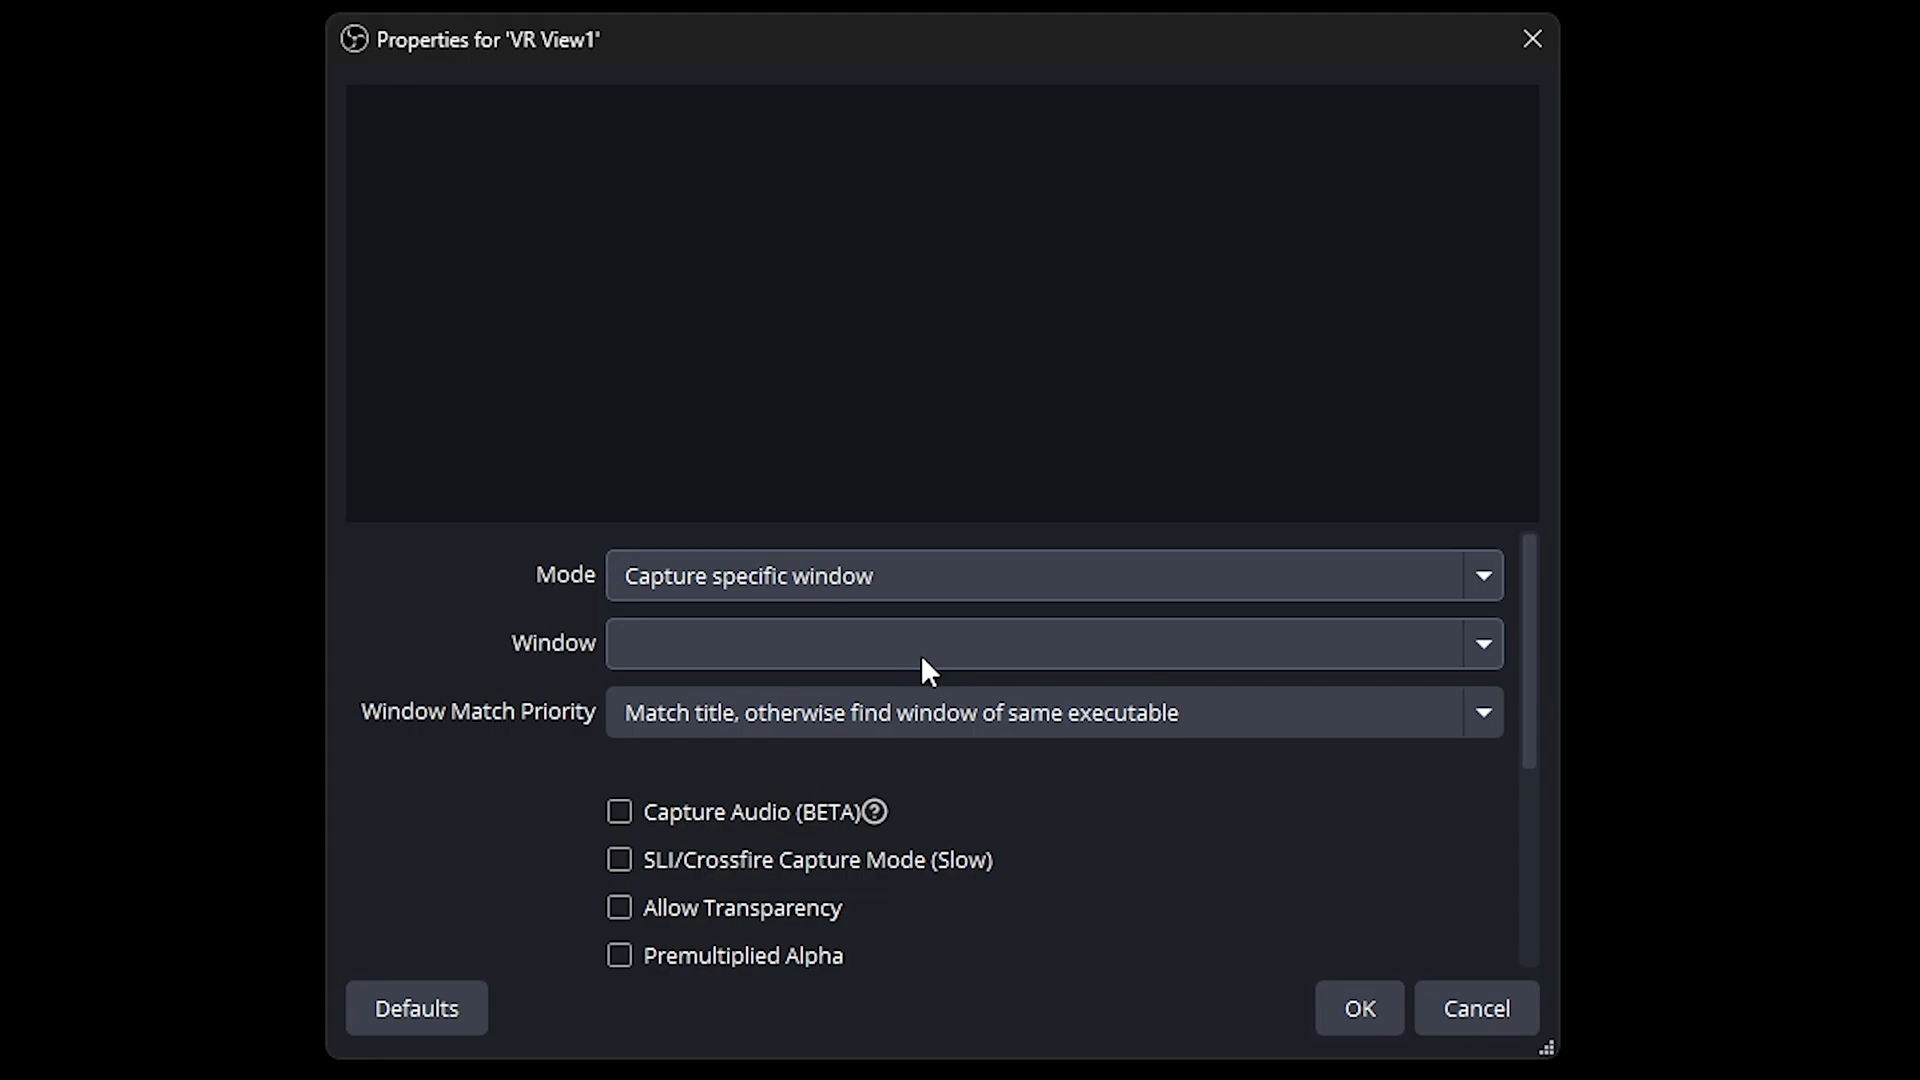 Properties for 'VR View1'
Mode Capture specific window
Window
Window Match Priority Match title, otherwise find window of same executable
Capture Audio (BETA)
SLI/Crossfire Capture Mode (Slow)
Allow Transparency
Premultiplied Alpha
Defaults OK Cancel